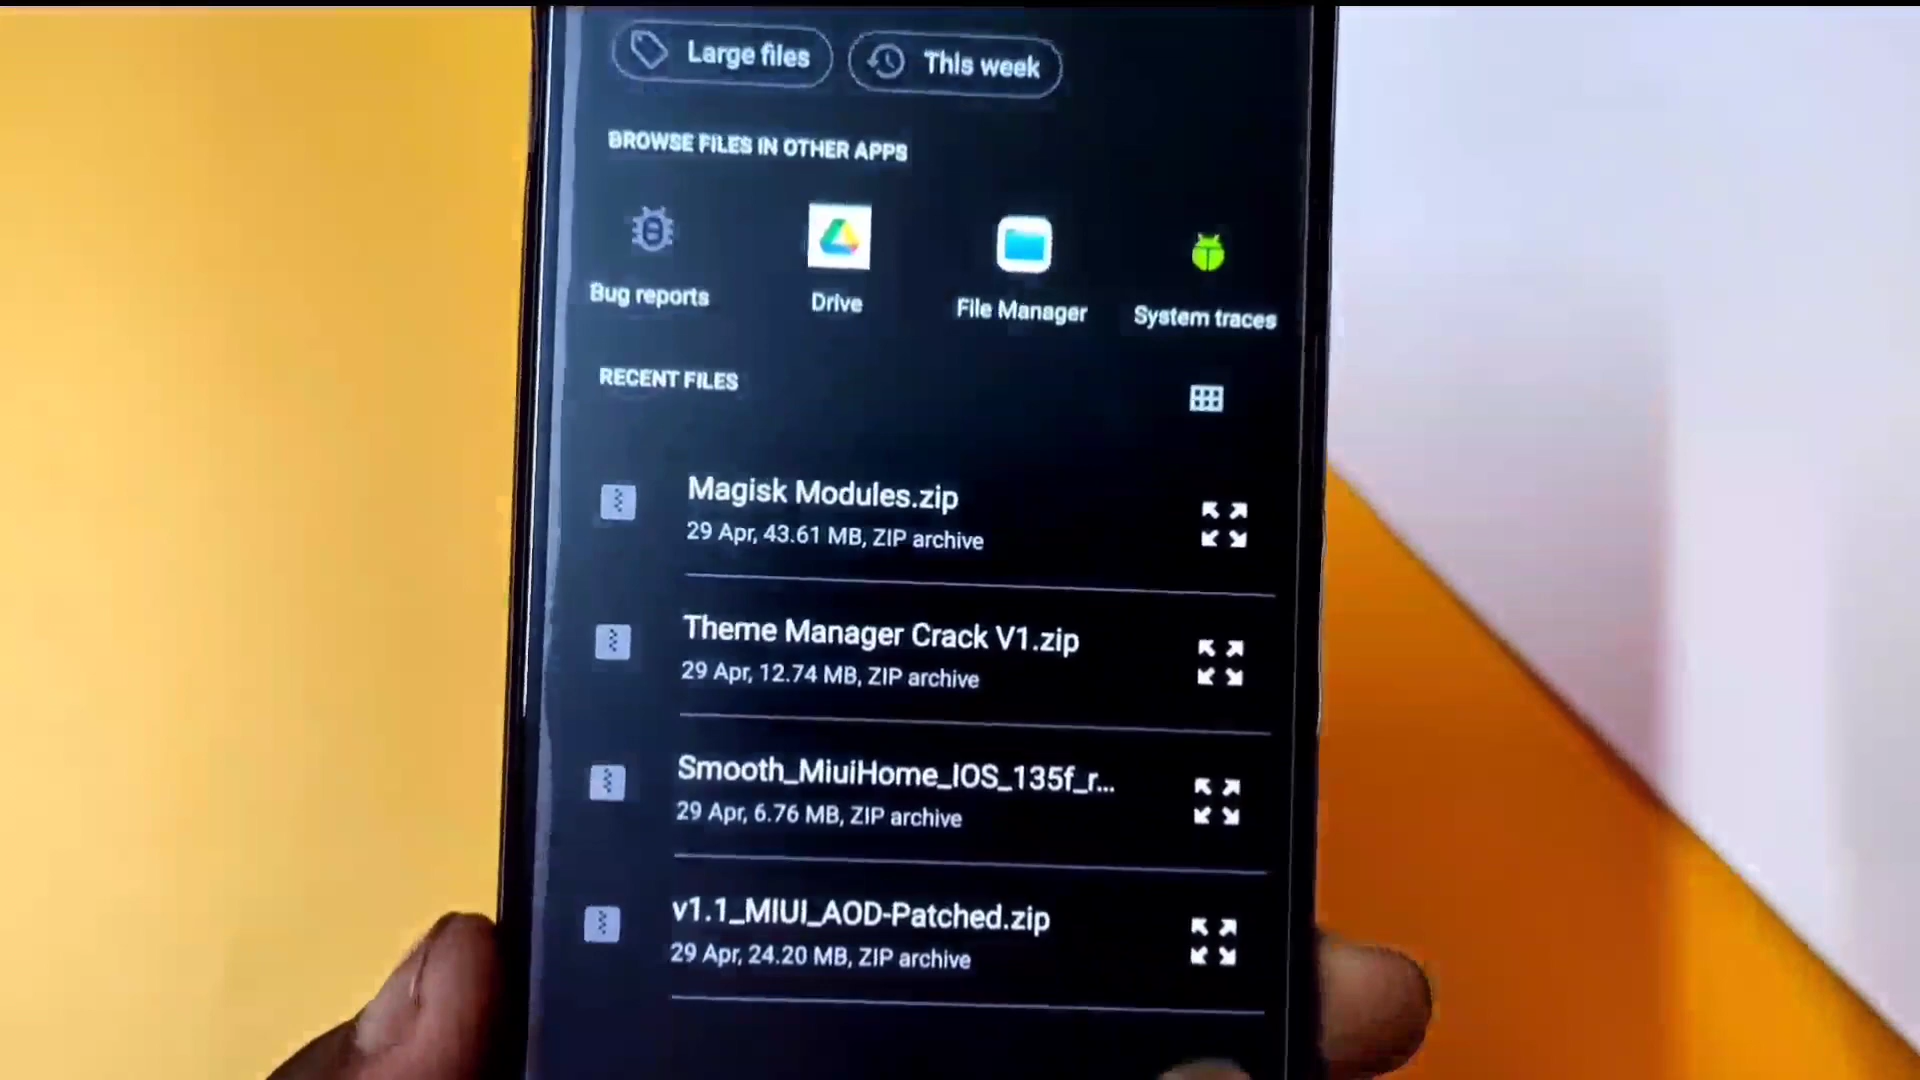 Large files
This week
BROWSE FILES IN OTHER APPS
Bug reports
Drive
File Manager
System traces
RECENT FILES
Magisk Modules.zip
29 Apr, 43.61 MB, ZIP archive
Theme Manager Crack V1.zip
29 Apr, 12.74 MB, ZIP archive
Smooth_MiuiHome_IOS_135f_r...
29 Apr, 6.76 MB, ZIP archive
v1.1_MIUI_AOD-Patched.zip
29 Apr, 24.20 MB, ZIP archive